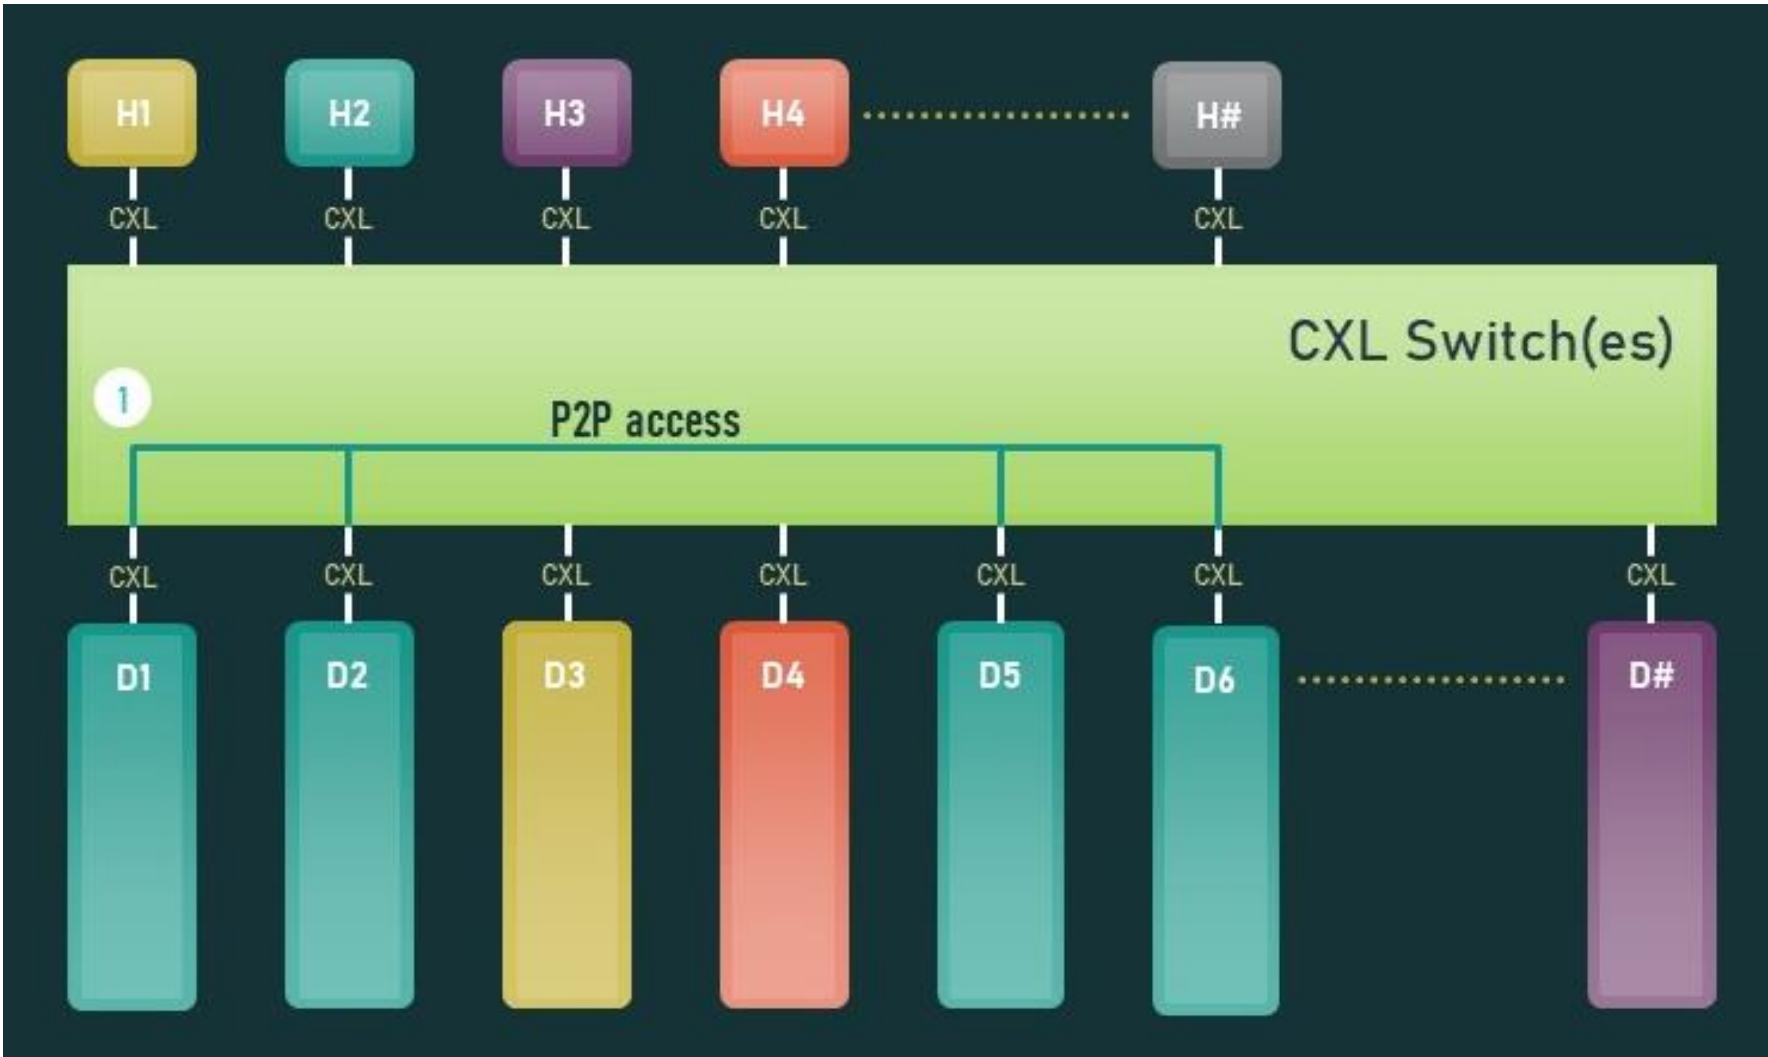 H1 H2 H3 H4 H#
CXL CXL CXL CXL CXL
CXL Switch(es)
1
P2P access
CXL CXL CXL CXL CXL CXL CXL
D1 D2 D3 D4 D5 D6 D#